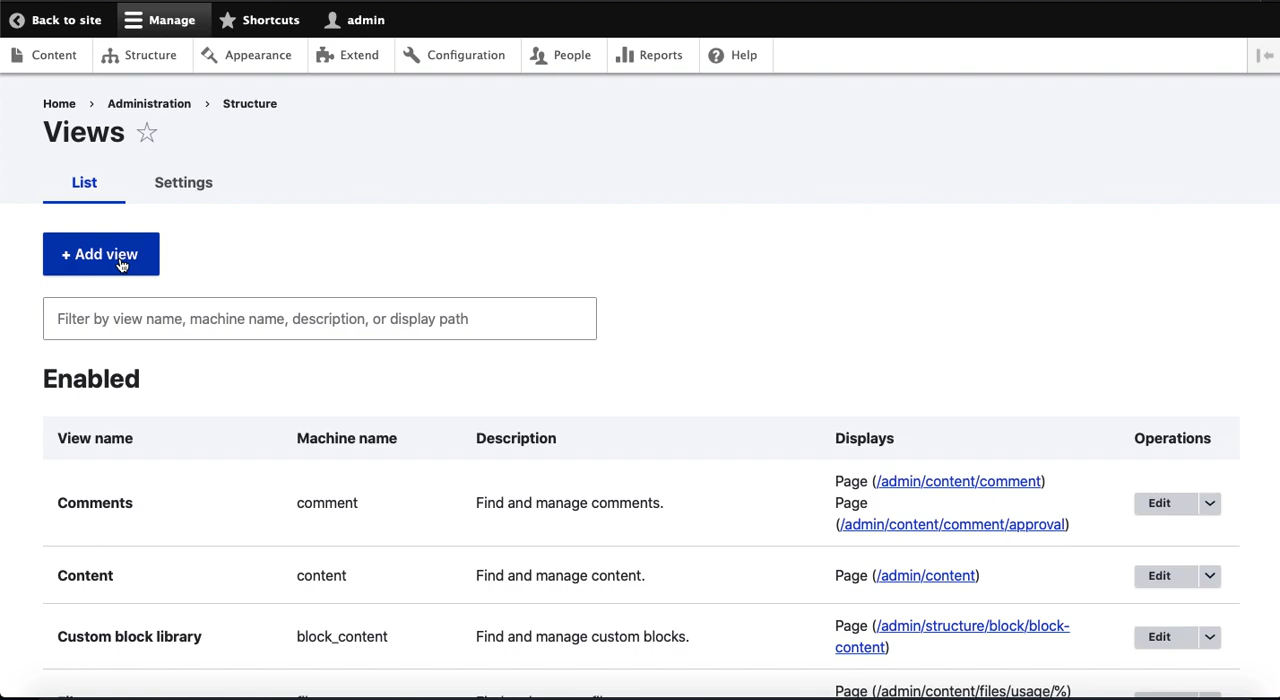 Back to site Manage Shortcuts admin
Content Structure Appearance Extend Configuration People Reports Help
Home › Administration › Structure
Views
List Settings
+ Add view
Filter by view name, machine name, description, or display path
Enabled
View name Machine name Description Displays Operations
Comments comment Find and manage comments. Page (/admin/content/comment) Page (/admin/content/comment/approval) Edit
Content content Find and manage content. Page (/admin/content) Edit
Custom block library block_content Find and manage custom blocks. Page (/admin/structure/block/block-content) Edit
Page (/admin/content/files/usage/%)